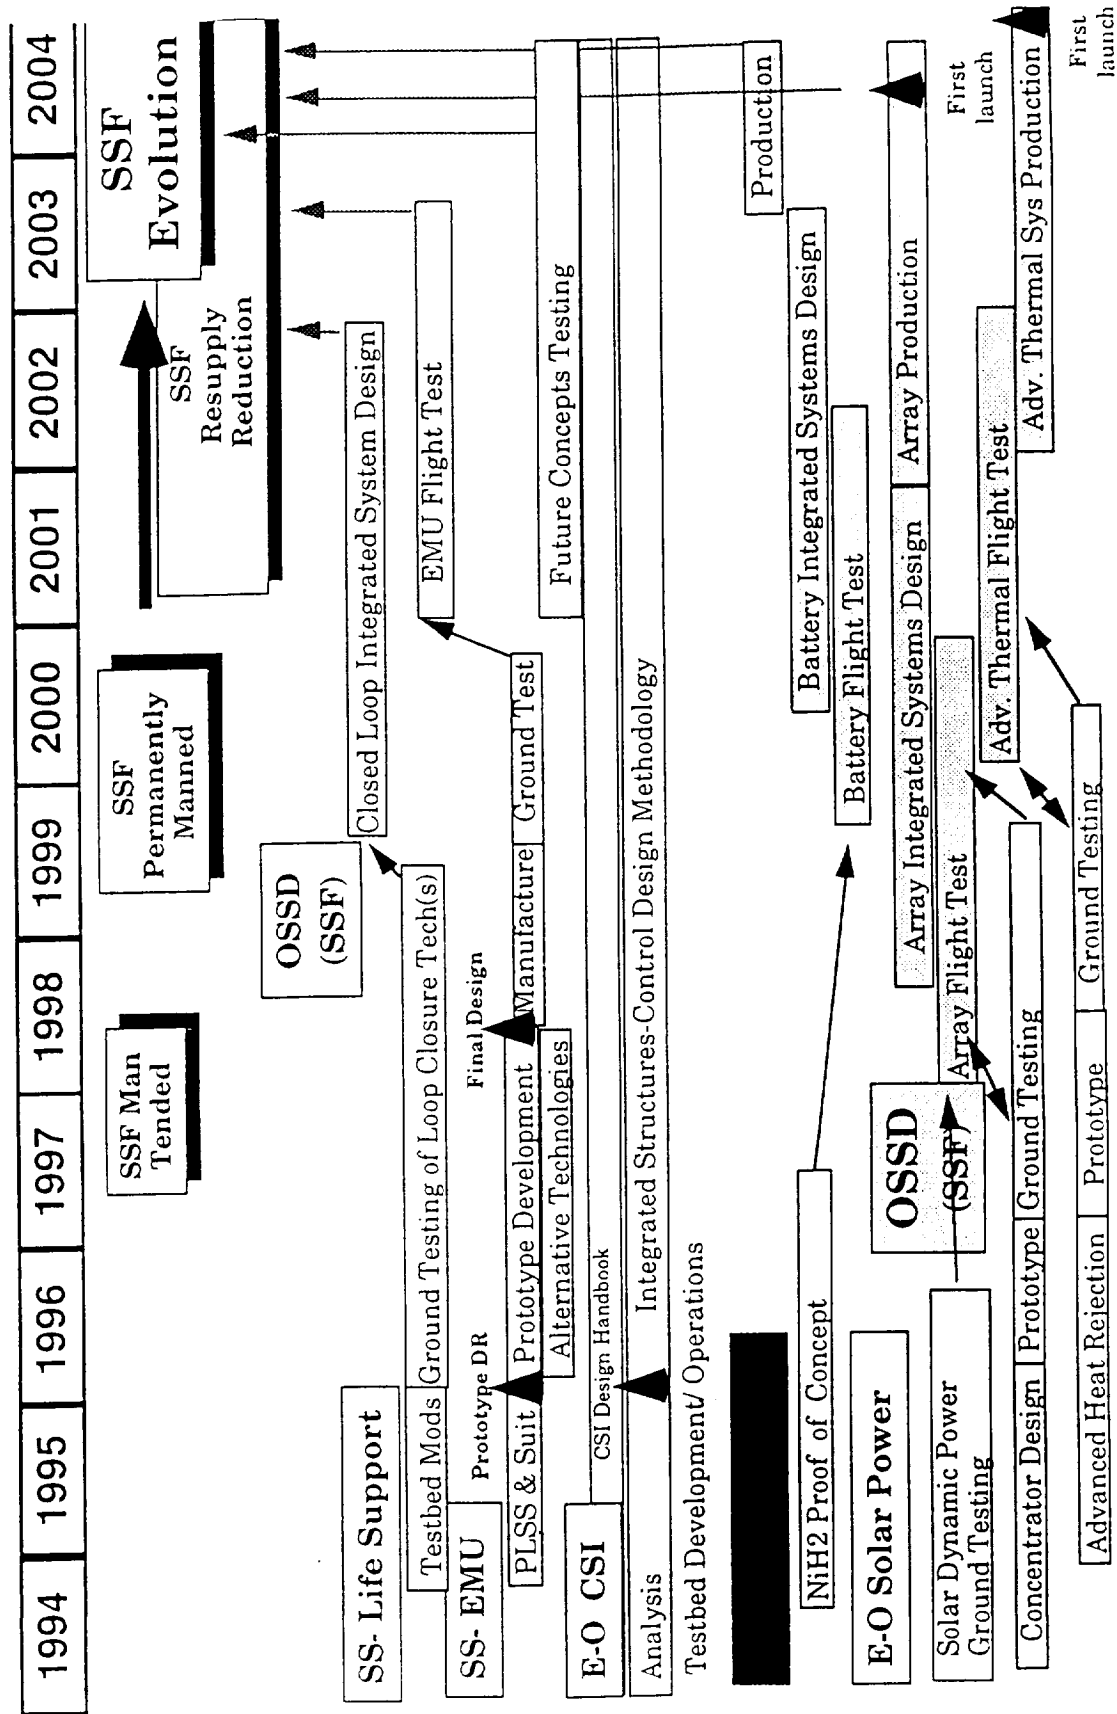 1994 1995 1996 1997 1998 1999 2000 2001 2002 2003 2004
SSF Man
Tended
SSF
Permanently
Manned
SSF
Evolution
SSF
Resupply
Reduction
OSSD
(SSF)
SS- Life Support
Closed Loop Integrated System Design
Testbed Mods Ground Testing of Loop Closure Tech(s)
EMU Flight Test
SS- EMU
Prototype DR
Final Design
PLSS & Suit Prototype Development Manufacture Ground Test
Alternative Technologies
Future Concepts Testing
E-O CSI
CSI Design Handbook
Analysis
Integrated Structures-Control Design Methodology
Testbed Development/ Operations
Production
Battery Integrated Systems Design
NiH2 Proof of Concept
Battery Flight Test
E-O Solar Power
OSSD
(SSF)
Array Integrated Systems Design Array Production
First
launch
Solar Dynamic Power
Ground Testing
Array Flight Test
Adv. Thermal Flight Test
Concentrator Design Prototype Ground Testing
Adv. Thermal Sys Production
First
launch
Advanced Heat Rejection Prototype Ground Testing